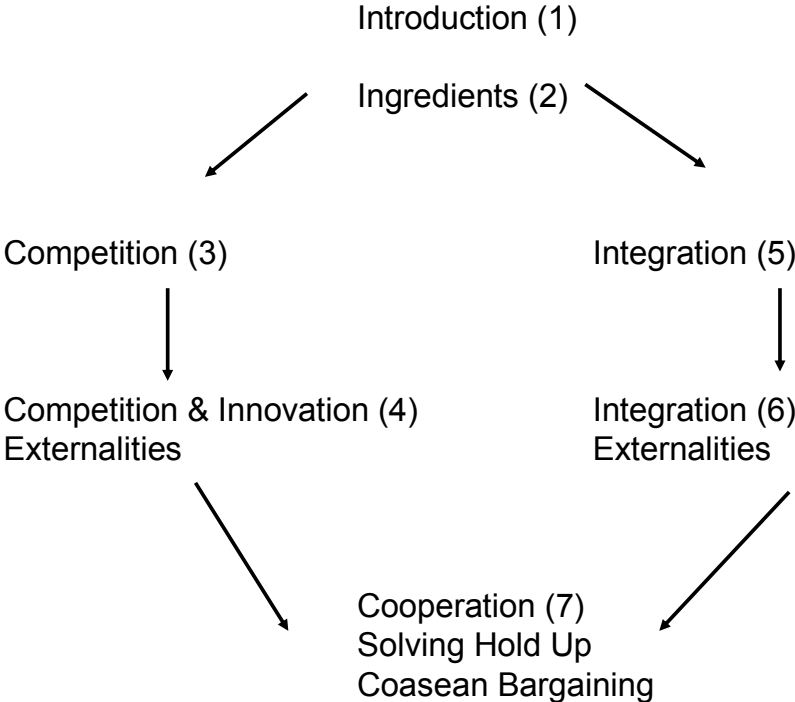 Introduction (1)
Ingredients (2)
Competition (3)
Integration (5)
Competition & Innovation (4)
Externalities
Integration (6)
Externalities
Cooperation (7)
Solving Hold Up
Coasean Bargaining